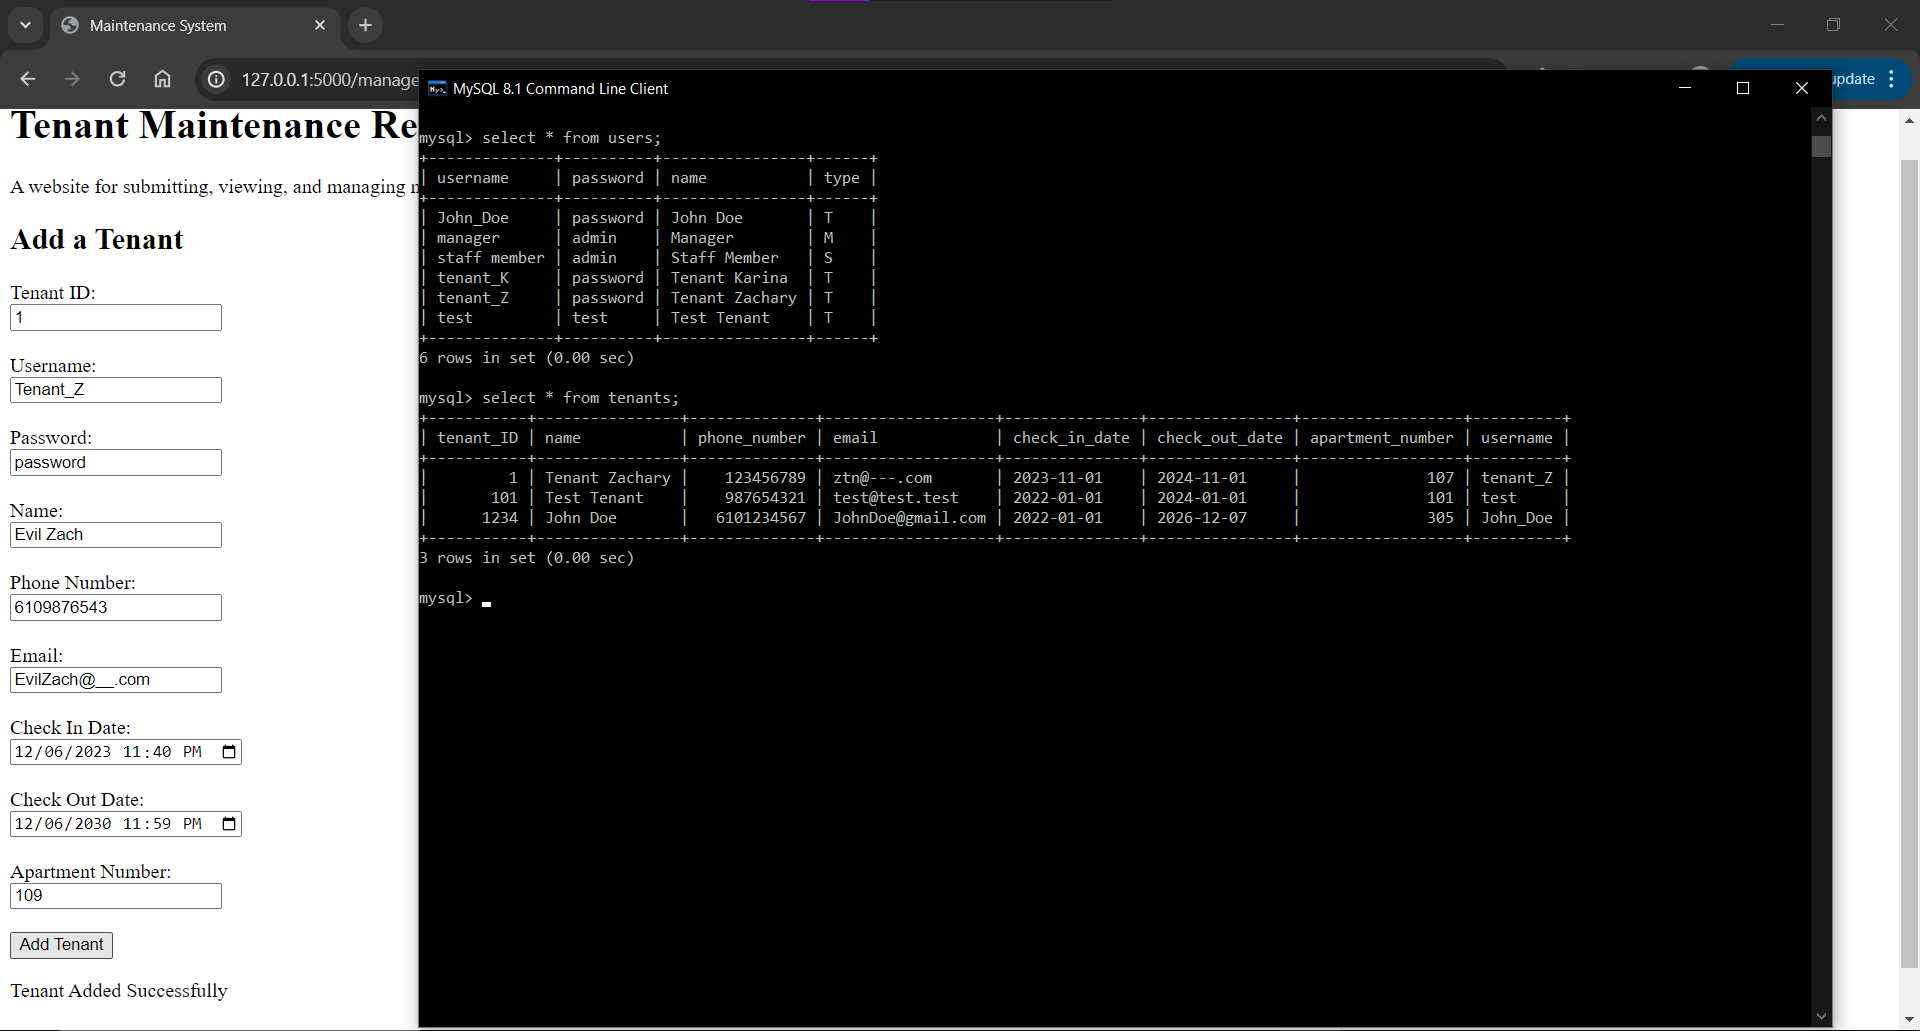 Maintenance System
127.0.0.1:5000/manage
update
Tenant Maintenance Re
A website for submitting, viewing, and managing
Add a Tenant
Tenant ID:
1
Username:
Tenant_Z
Password:
password
Name:
Evil Zach
Phone Number:
6109876543
Email:
EvilZach@__.com
Check In Date:
12/06/2023 11:40 PM
Check Out Date:
12/06/2030 11:59 PM
Apartment Number:
109
Add Tenant
Tenant Added Successfully
MySQL 8.1 Command Line Client
mysql> select * from users;
+--------------+----------+----------------+------+
| username     | password | name           | type |
+--------------+----------+----------------+------+
| John_Doe     | password | John Doe       | T    |
| manager      | admin    | Manager        | M    |
| staff member | admin    | Staff Member   | S    |
| tenant_K     | password | Tenant Karina  | T    |
| tenant_Z     | password | Tenant Zachary | T    |
| test         | test     | Test Tenant    | T    |
+--------------+----------+----------------+------+
6 rows in set (0.00 sec)
mysql> select * from tenants;
+-----------+----------------+--------------+-------------------+---------------+----------------+------------------+----------+
| tenant_ID | name           | phone_number | email             | check_in_date | check_out_date | apartment_number | username |
+-----------+----------------+--------------+-------------------+---------------+----------------+------------------+----------+
|         1 | Tenant Zachary |    123456789 | ztn@---.com       | 2023-11-01    | 2024-11-01     |              107 | tenant_Z |
|       101 | Test Tenant    |    987654321 | test@test.test    | 2022-01-01    | 2024-01-01     |              101 | test     |
|      1234 | John Doe       |   6101234567 | JohnDoe@gmail.com | 2022-01-01    | 2026-12-07     |              305 | John_Doe |
+-----------+----------------+--------------+-------------------+---------------+----------------+------------------+----------+
3 rows in set (0.00 sec)
mysql>